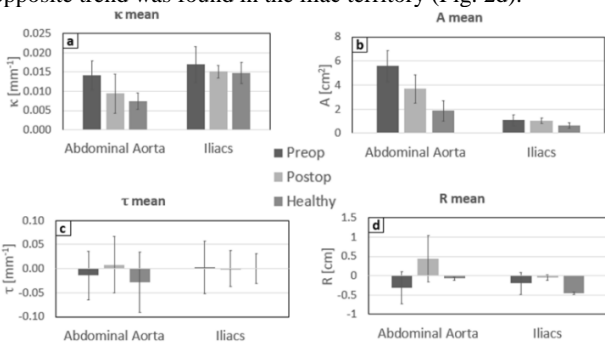 opposite trend was found in the iliac territory (Fig. 2d).
κ mean
A mean
0.025
0.020
0.015
0.010
0.005
0.000
κ [mm⁻¹]
a
Abdominal Aorta
Iliacs
8
6
4
2
0
A [cm²]
b
Abdominal Aorta
Iliacs
Preop
Postop
Healthy
τ mean
R mean
0.10
0.05
0.00
-0.05
-0.10
τ [mm⁻¹]
c
Abdominal Aorta
Iliacs
1.5
1
0.5
0
-0.5
-1
R [cm]
d
Abdominal Aorta
Iliacs